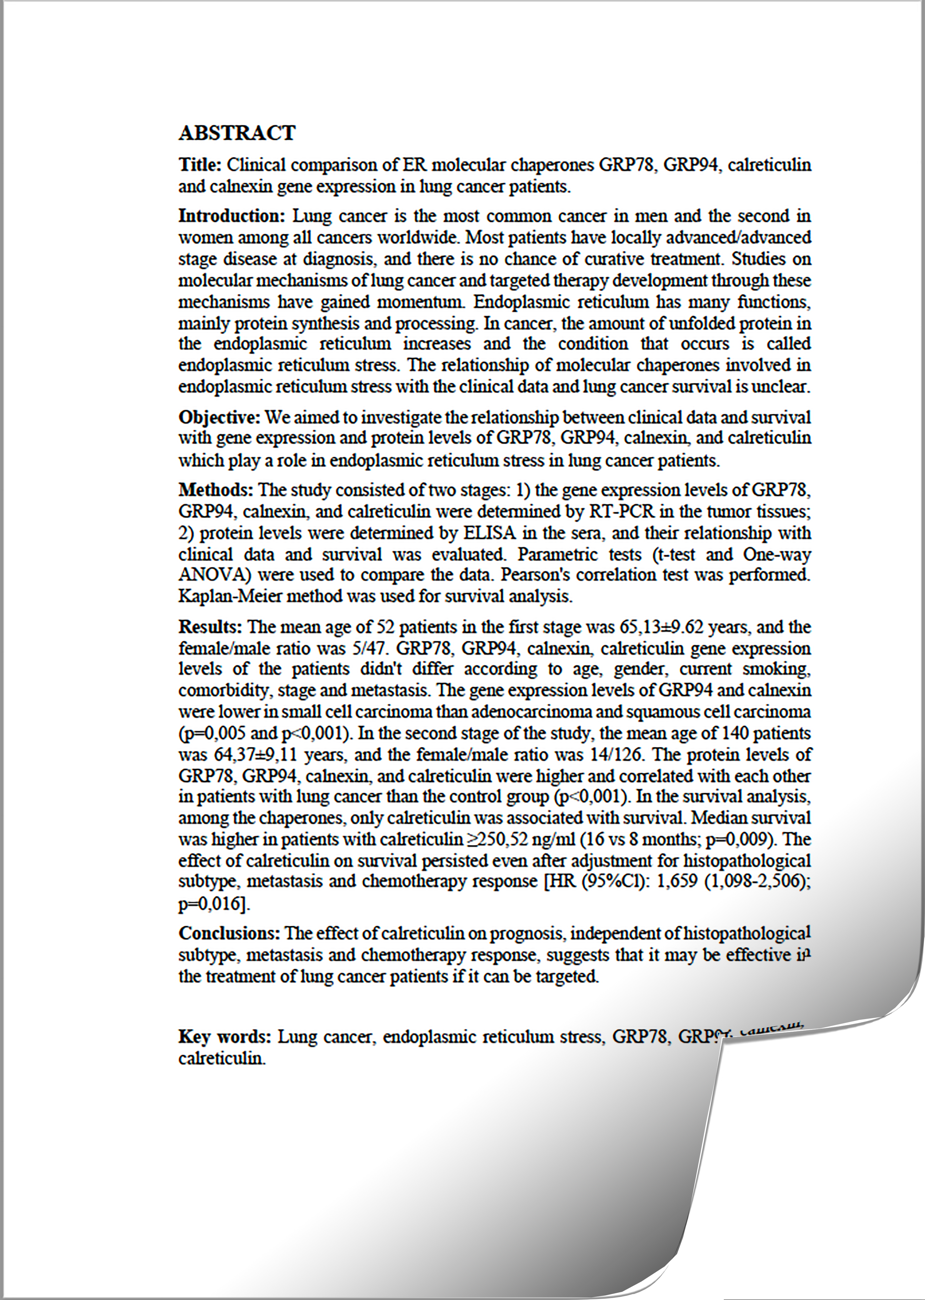 ABSTRACT
Title: Clinical comparison of ER molecular chaperones GRP78, GRP94, calreticulin
and calnexin gene expression in lung cancer patients.
Introduction: Lung cancer is the most common cancer in men and the second in
women among all cancers worldwide. Most patients have locally advanced/advanced
stage disease at diagnosis, and there is no chance of curative treatment. Studies on
molecular mechanisms of lung cancer and targeted therapy development through these
mechanisms have gained momentum. Endoplasmic reticulum has many functions,
mainly protein synthesis and processing. In cancer, the amount of unfolded protein in
the endoplasmic reticulum increases and the condition that occurs is called
endoplasmic reticulum stress. The relationship of molecular chaperones involved in
endoplasmic reticulum stress with the clinical data and lung cancer survival is unclear.
Objective: We aimed to investigate the relationship between clinical data and survival
with gene expression and protein levels of GRP78, GRP94, calnexin, and calreticulin
which play a role in endoplasmic reticulum stress in lung cancer patients.
Methods: The study consisted of two stages: 1) the gene expression levels of GRP78,
GRP94, calnexin, and calreticulin were determined by RT-PCR in the tumor tissues;
2) protein levels were determined by ELISA in the sera, and their relationship with
clinical data and survival was evaluated. Parametric tests (t-test and One-way
ANOVA) were used to compare the data. Pearson's correlation test was performed.
Kaplan-Meier method was used for survival analysis.
Results: The mean age of 52 patients in the first stage was 65,13±9.62 years, and the
female/male ratio was 5/47. GRP78, GRP94, calnexin, calreticulin gene expression
levels of the patients didn't differ according to age, gender, current smoking,
comorbidity, stage and metastasis. The gene expression levels of GRP94 and calnexin
were lower in small cell carcinoma than adenocarcinoma and squamous cell carcinoma
(p=0,005 and p<0,001). In the second stage of the study, the mean age of 140 patients
was 64,37±9,11 years, and the female/male ratio was 14/126. The protein levels of
GRP78, GRP94, calnexin, and calreticulin were higher and correlated with each other
in patients with lung cancer than the control group (p<0,001). In the survival analysis,
among the chaperones, only calreticulin was associated with survival. Median survival
was higher in patients with calreticulin ≥250,52 ng/ml (16 vs 8 months; p=0,009). The
effect of calreticulin on survival persisted even after adjustment for histopathological
subtype, metastasis and chemotherapy response [HR (95%Cl): 1,659 (1,098-2,506);
p=0,016].
Conclusions: The effect of calreticulin on prognosis, independent of histopathological
subtype, metastasis and chemotherapy response, suggests that it may be effective in
the treatment of lung cancer patients if it can be targeted.
Key words: Lung cancer, endoplasmic reticulum stress, GRP78, GRP94, calnexin,
calreticulin.